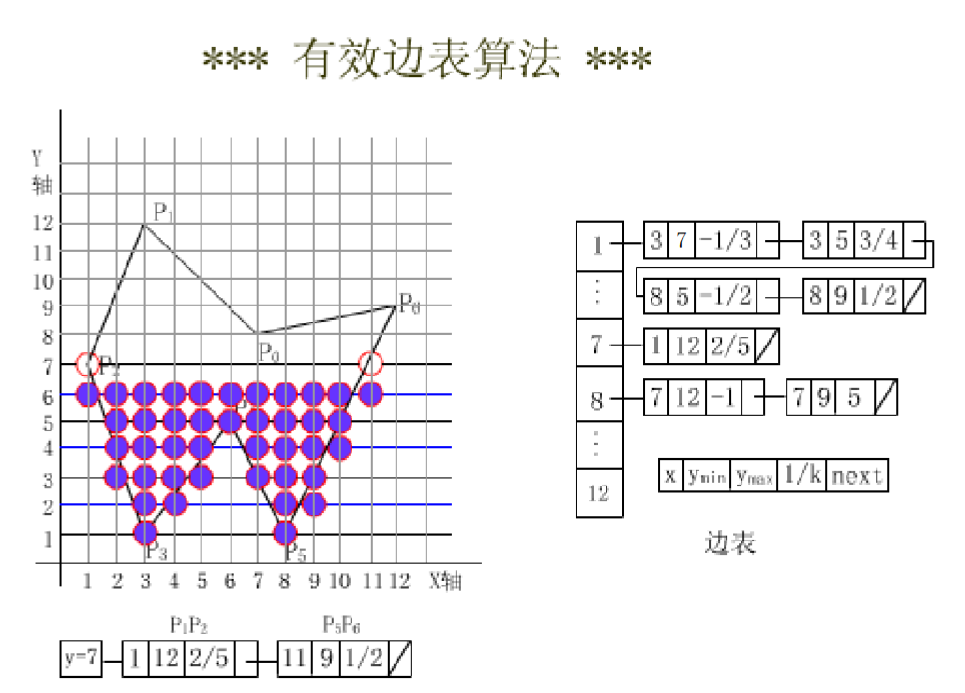 *** 有效边表算法 ***
Y
轴
12
11
10
9
8
7
6
5
4
3
2
1
P₁
P₆
P₀
P₂
P₃
P₅
1 2 3 4 5 6 7 8 9 10 11 12 X轴
P₁P₂ P₅P₆
y=7 1 12 2/5 11 9 1/2
1 3 7 -1/3 3 5 3/4
⋮ 8 5 -1/2 8 9 1/2
7 1 12 2/5
8 7 12 -1 7 9 5
⋮
12
x ymin ymax 1/k next
边表